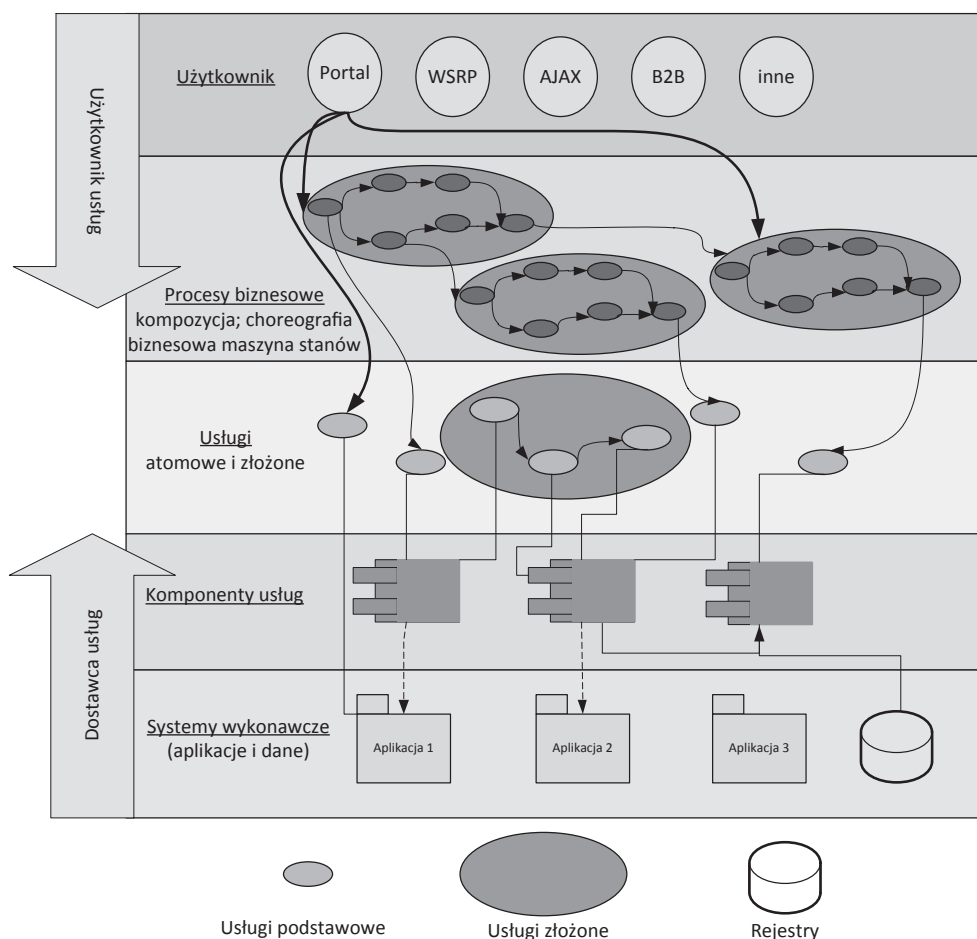 Użytkownik usług
Użytkownik
Portal
WSRP
AJAX
B2B
inne
Procesy biznesowe
kompozycja; choreografia
biznesowa maszyna stanów
Usługi
atomowe i złożone
Dostawca usług
Komponenty usług
Systemy wykonawcze
(aplikacje i dane)
Aplikacja 1
Aplikacja 2
Aplikacja 3
Usługi podstawowe
Usługi złożone
Rejestry